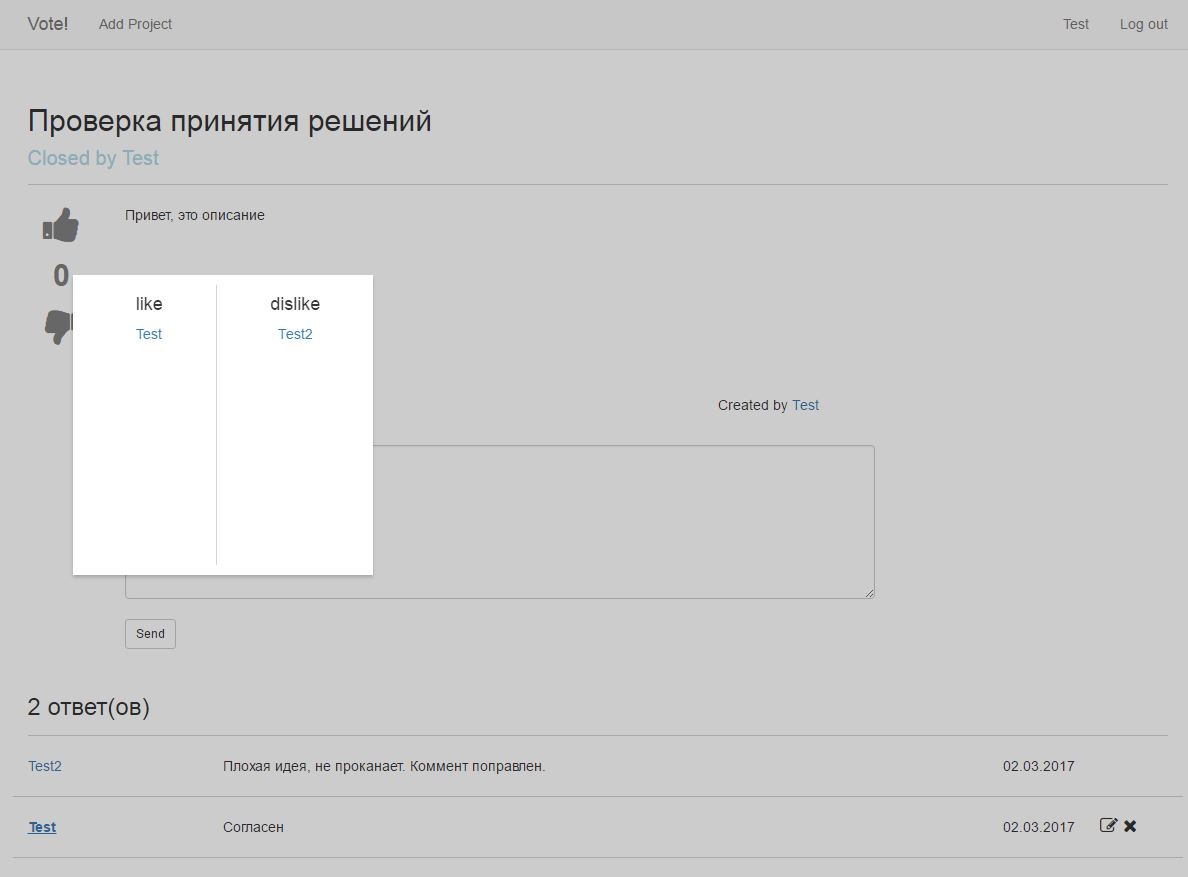 Vote! Add Project Test Log out
Проверка принятия решений
Closed by Test
Привет, это описание
0
like dislike
Test Test2
Created by Test
Send
2 ответ(ов)
Test2 Плохая идея, не проканает. Коммент поправлен. 02.03.2017
Test Согласен 02.03.2017